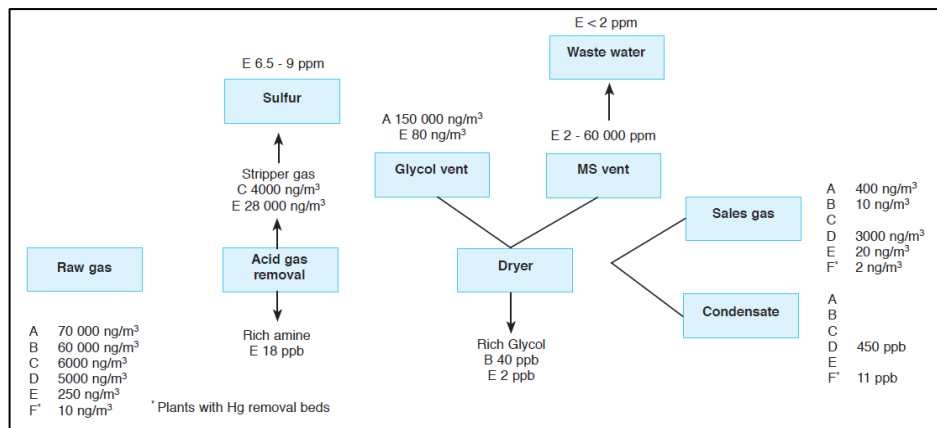 E < 2 ppm
Waste water
E 6.5 - 9 ppm
Sulfur
A 150 000 ng/m³
E 80 ng/m³
E 2 - 60 000 ppm
Glycol vent
MS vent
Stripper gas
C 4000 ng/m³
E 28 000 ng/m³
Sales gas
A 400 ng/m³
B 10 ng/m³
C
D 3000 ng/m³
E 20 ng/m³
F* 2 ng/m³
Raw gas
Acid gas
removal
Dryer
Condensate
A
B
C
D 450 ppb
E
F* 11 ppb
Rich amine
E 18 ppb
Rich Glycol
B 40 ppb
E 2 ppb
A 70 000 ng/m³
B 60 000 ng/m³
C 6000 ng/m³
D 5000 ng/m³
E 250 ng/m³
F* 10 ng/m³
* Plants with Hg removal beds